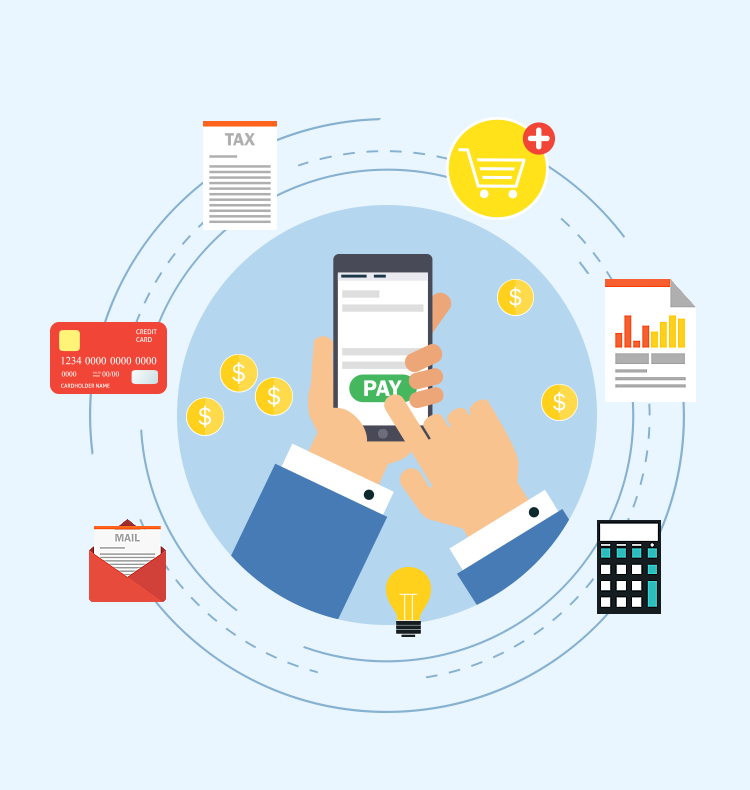 TAX
CREDIT
CARD
1234 0000 0000 0000
0000
00/00
CARDHOLDER NAME
$
$
$
$
$
PAY
MAIL